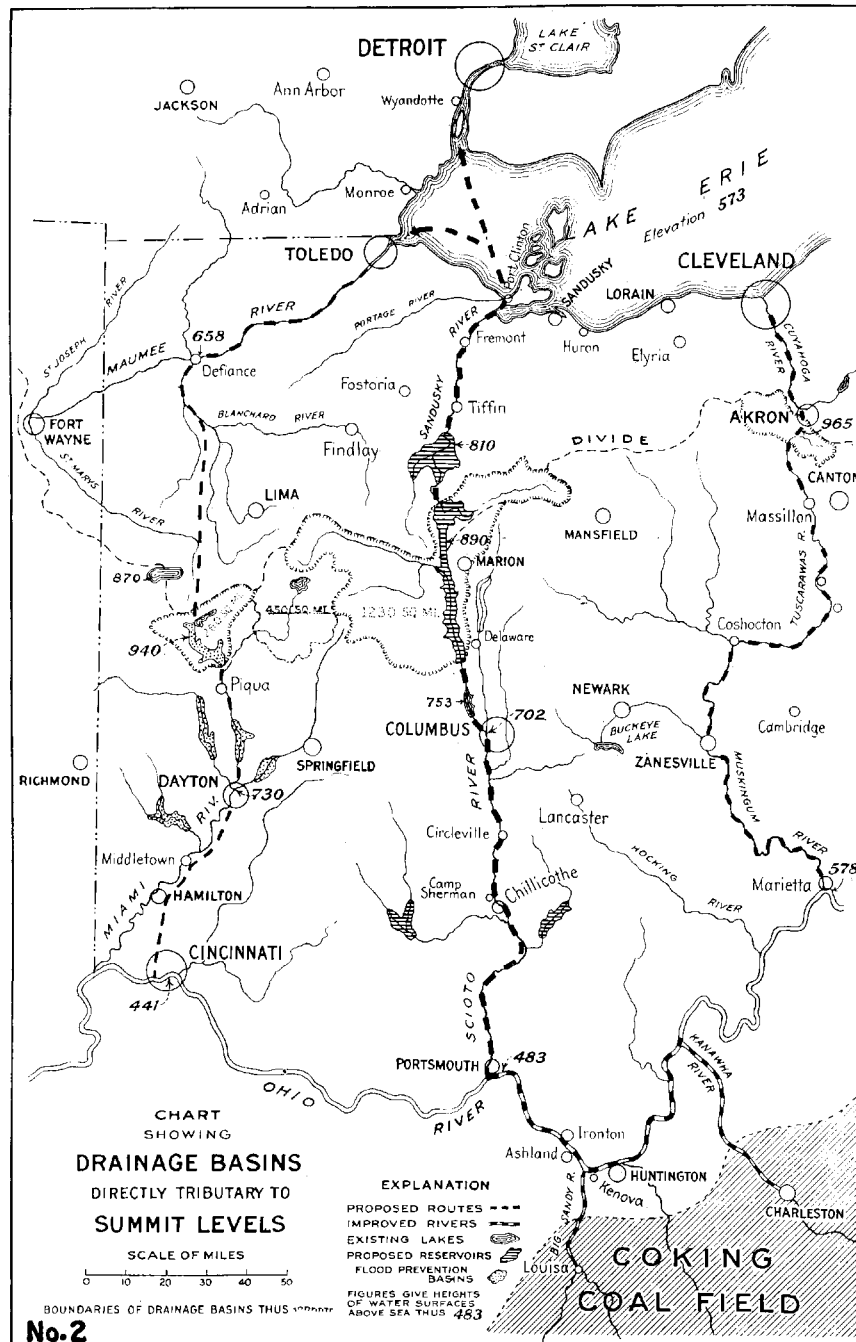 LAKE
ST CLAIR
DETROIT
Ann Arbor
JACKSON
Wyandotte
Adrian
Monroe
LAKE ERIE
Elevation 573
TOLEDO
Port Clinton
SANDUSKY
CLEVELAND
LORAIN
RIVER
PORTAGE RIVER
RIVER
Fremont
Huron
Elyria
CUYAHOGA
RIVER
ST JOSEPH
RIVER
MAUMEE
658
Defiance
Fostoria
Tiffin
SANDUSKY
BLANCHARD RIVER
FORT
WAYNE
Findlay
810
DIVIDE
AKRON
965
CANTON
ST MARYS
RIVER
LIMA
Massillon
MANSFIELD
890
MARION
TUSCARAWAS R.
870
450 SQ. MI.
1230 SQ. MI.
Coshocton
940
Delaware
Piqua
753
702
NEWARK
COLUMBUS
BUCKEYE
LAKE
Cambridge
ZANESVILLE
RICHMOND
SPRINGFIELD
DAYTON
730
RIV.
RIVER
MUSKINGUM
RIVER
Lancaster
Circleville
Middletown
HOCKING
RIVER
578
Marietta
MIAMI
HAMILTON
Camp
Sherman
Chillicothe
CINCINNATI
441
SCIOTO
PORTSMOUTH
483
KANAWHA
RIVER
OHIO
RIVER
Ironton
Ashland
HUNTINGTON
Kenova
CHARLESTON
BIG SANDY R.
Louisa
COKING
COAL FIELD
CHART
SHOWING
DRAINAGE BASINS
DIRECTLY TRIBUTARY TO
SUMMIT LEVELS
SCALE OF MILES
0 10 20 30 40 50
BOUNDARIES OF DRAINAGE BASINS THUS
EXPLANATION
PROPOSED ROUTES
IMPROVED RIVERS
EXISTING LAKES
PROPOSED RESERVOIRS
FLOOD PREVENTION
BASINS
FIGURES GIVE HEIGHTS
OF WATER SURFACES
ABOVE SEA THUS 483
No.2